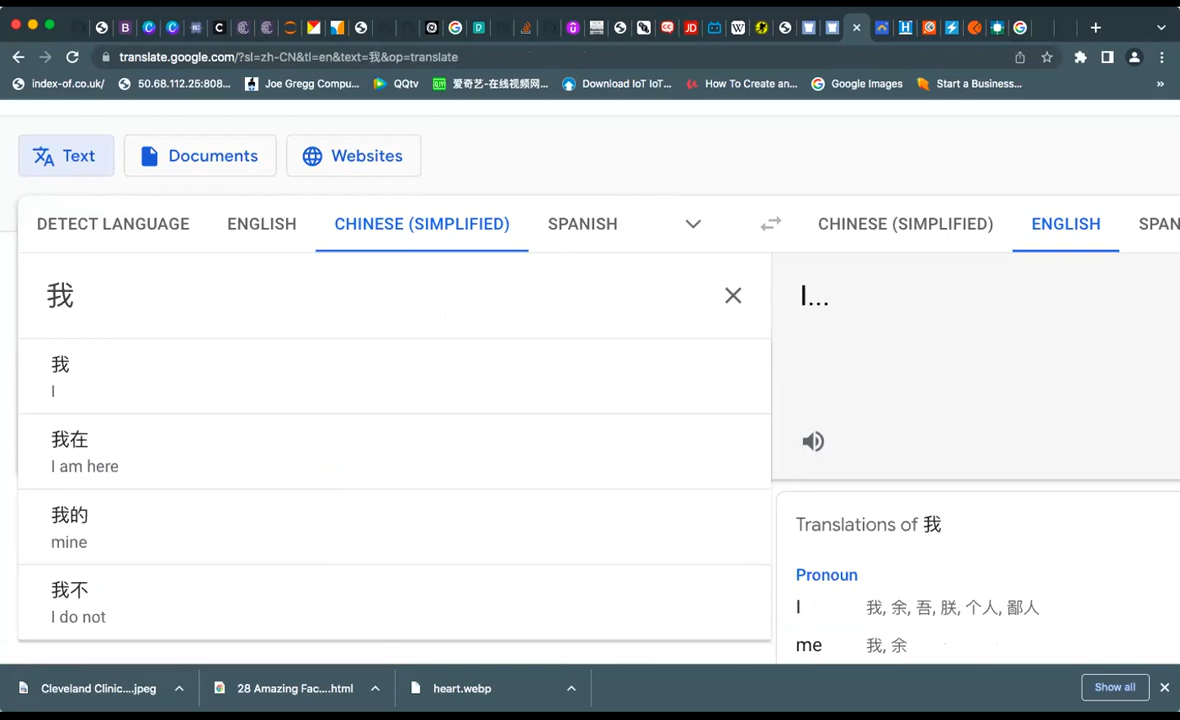 translate.google.com/?sl=zh-CN&tl=en&text=我&op=translate
index-of.co.uk/
50.68.112.25:808...
Joe Gregg Compu...
QQtv
爱奇艺-在线视频网...
Download IoT IoT...
How To Create an...
Google Images
Start a Business...
»
Text
Documents
Websites
DETECT LANGUAGE
ENGLISH
CHINESE (SIMPLIFIED)
SPANISH
CHINESE (SIMPLIFIED)
ENGLISH
SPAN
我
I...
我
I
我在
I am here
我的
mine
我不
I do not
Translations of 我
Pronoun
I 我, 余, 吾, 朕, 个人, 鄙人
me 我, 余
Cleveland Clinic....jpeg
28 Amazing Fac....html
heart.webp
Show all